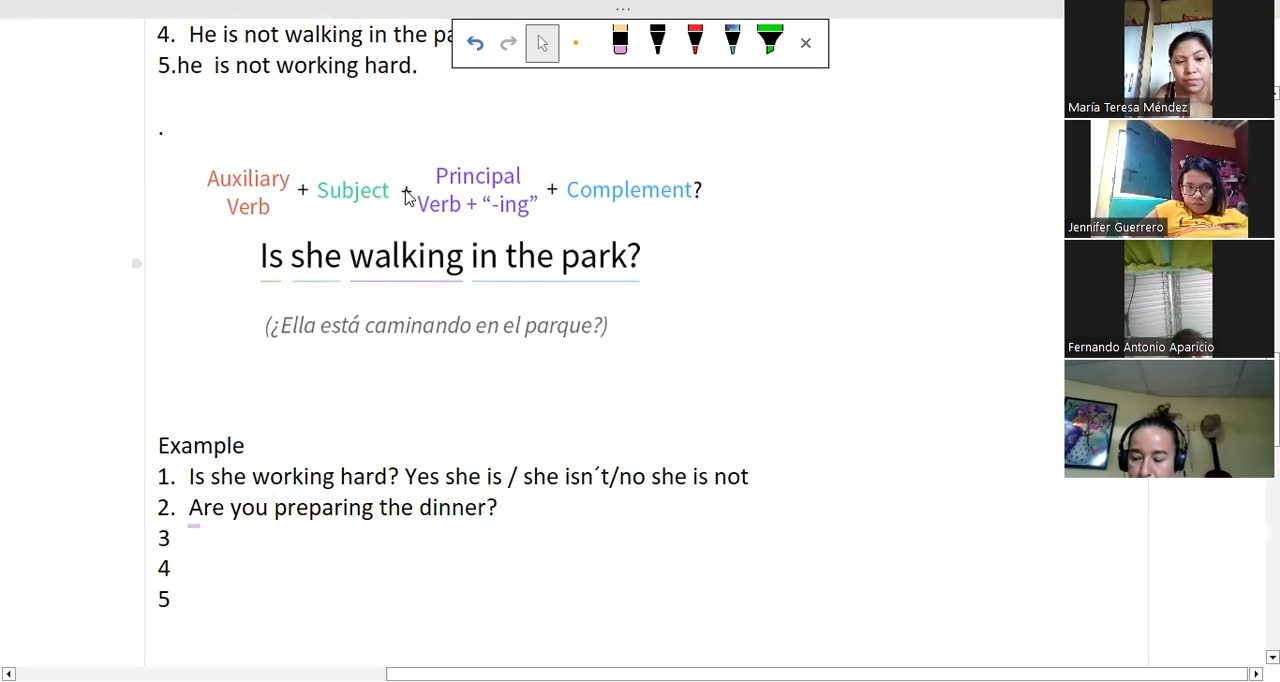 4. He is not walking in the pa
5.he is not working hard.
.
Auxiliary Verb + Subject + Principal Verb + “-ing” + Complement?
Is she walking in the park?
(¿Ella está caminando en el parque?)
Example
1. Is she working hard? Yes she is / she isn´t/no she is not
2. Are you preparing the dinner?
3
4
5
María Teresa Méndez
Jennifer Guerrero
Fernando Antonio Aparicio